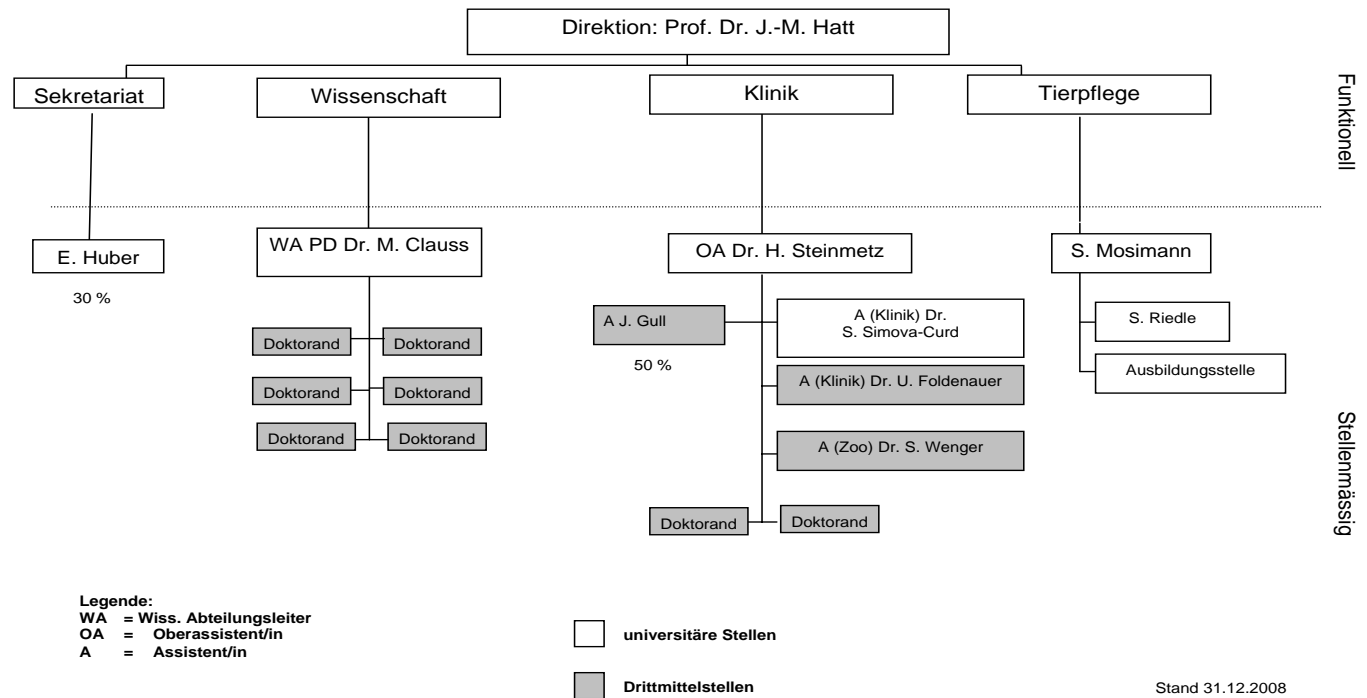 Direktion: Prof. Dr. J.-M. Hatt
Sekretariat
Wissenschaft
Klinik
Tierpflege
Funktionell
E. Huber
30 %
WA PD Dr. M. Clauss
OA Dr. H. Steinmetz
S. Mosimann
A J. Gull
50 %
A (Klinik) Dr.
S. Simova-Curd
S. Riedle
Doktorand
Doktorand
Ausbildungsstelle
A (Klinik) Dr. U. Foldenauer
Doktorand
Doktorand
Doktorand
Doktorand
A (Zoo) Dr. S. Wenger
Doktorand
Doktorand
Stellenmässig
Legende:
WA = Wiss. Abteilungsleiter
OA = Oberassistent/in
A = Assistent/in
universitäre Stellen
Drittmittelstellen
Stand 31.12.2008